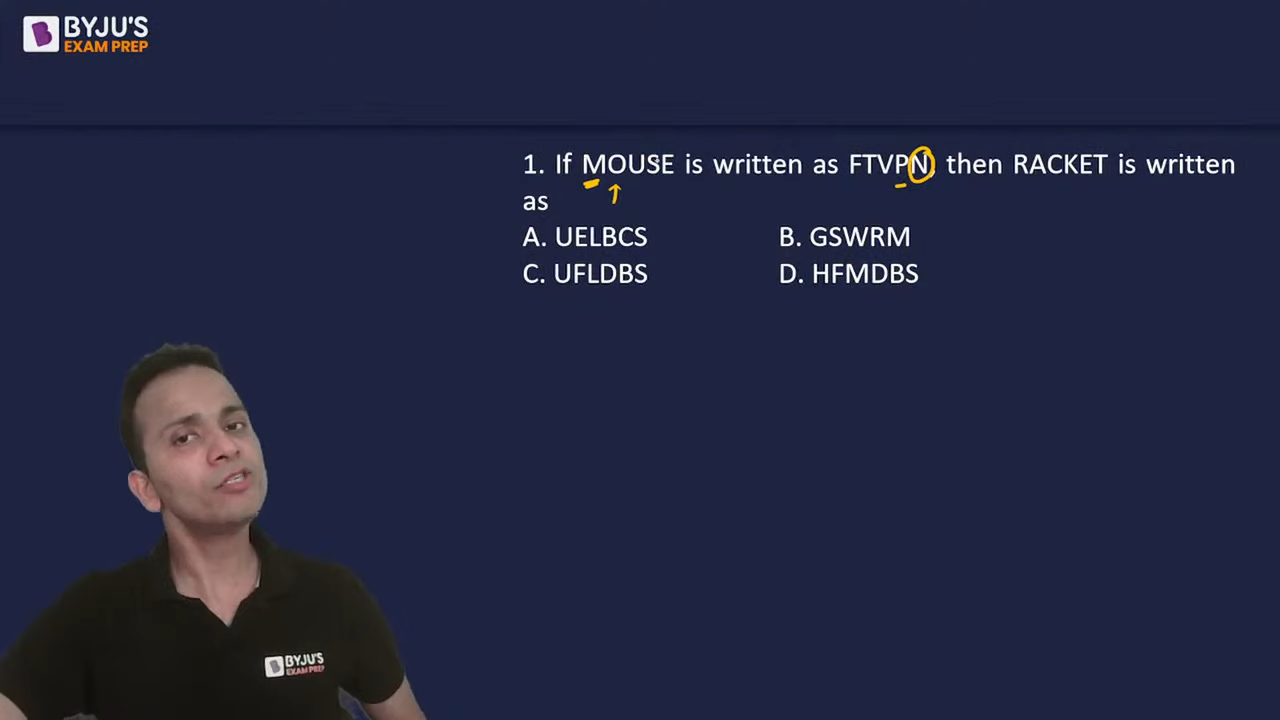 BYJU'S
EXAM PREP
1. If MOUSE is written as FTVPN, then RACKET is written
as
A. UELBCS B. GSWRM
C. UFLDBS D. HFMDBS
BYJU'S
EXAM PREP